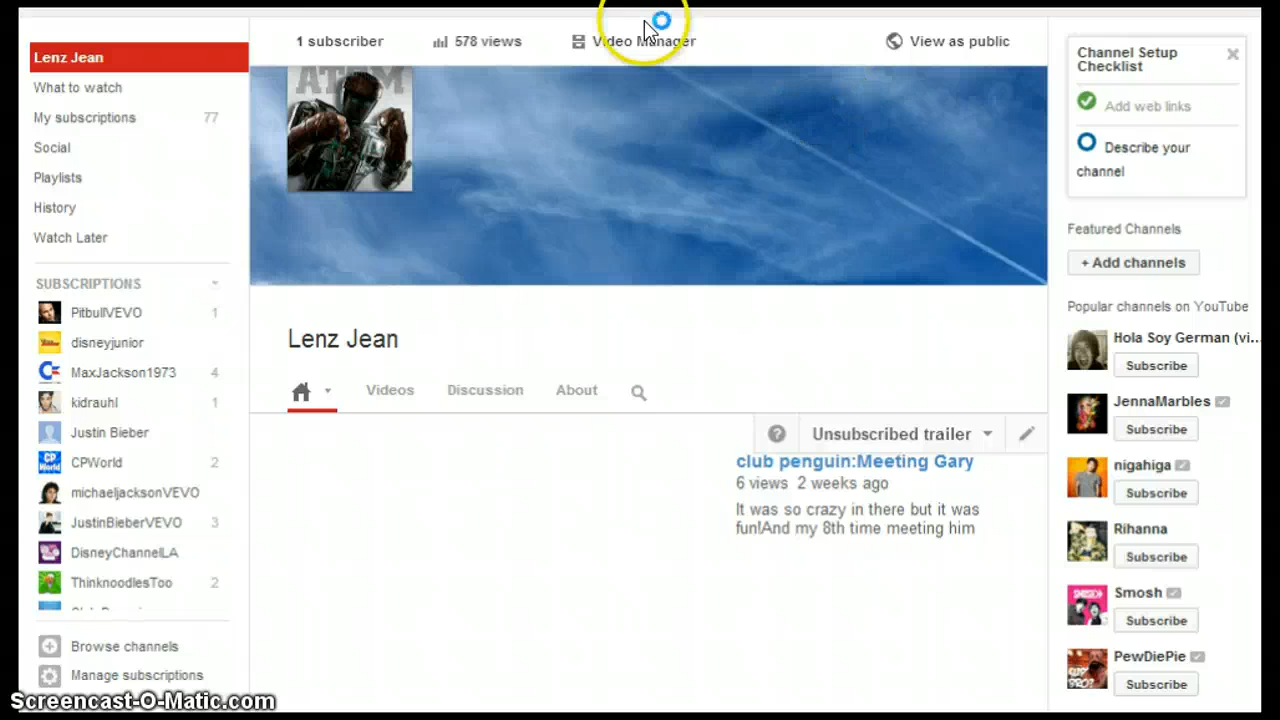 1 subscriber
578 views
Video Manager
View as public
Lenz Jean
What to watch
My subscriptions 77
Social
Playlists
History
Watch Later
SUBSCRIPTIONS
PitbullVEVO 1
disneyjunior
MaxJackson1973 4
kidrauhl 1
Justin Bieber
CPWorld 2
michaeljacksonVEVO
JustinBieberVEVO 3
DisneyChannelLA
ThinknoodlesToo 2
Browse channels
Manage subscriptions
ATOM
Lenz Jean
Videos
Discussion
About
Unsubscribed trailer
club penguin:Meeting Gary
6 views 2 weeks ago
It was so crazy in there but it was
fun!And my 8th time meeting him
Channel Setup
Checklist
Add web links
Describe your
channel
Featured Channels
+ Add channels
Popular channels on YouTube
Hola Soy German (vi...
Subscribe
JennaMarbles
Subscribe
nigahiga
Subscribe
Rihanna
Subscribe
Smosh
Subscribe
PewDiePie
Subscribe
Screencast-O-Matic.com